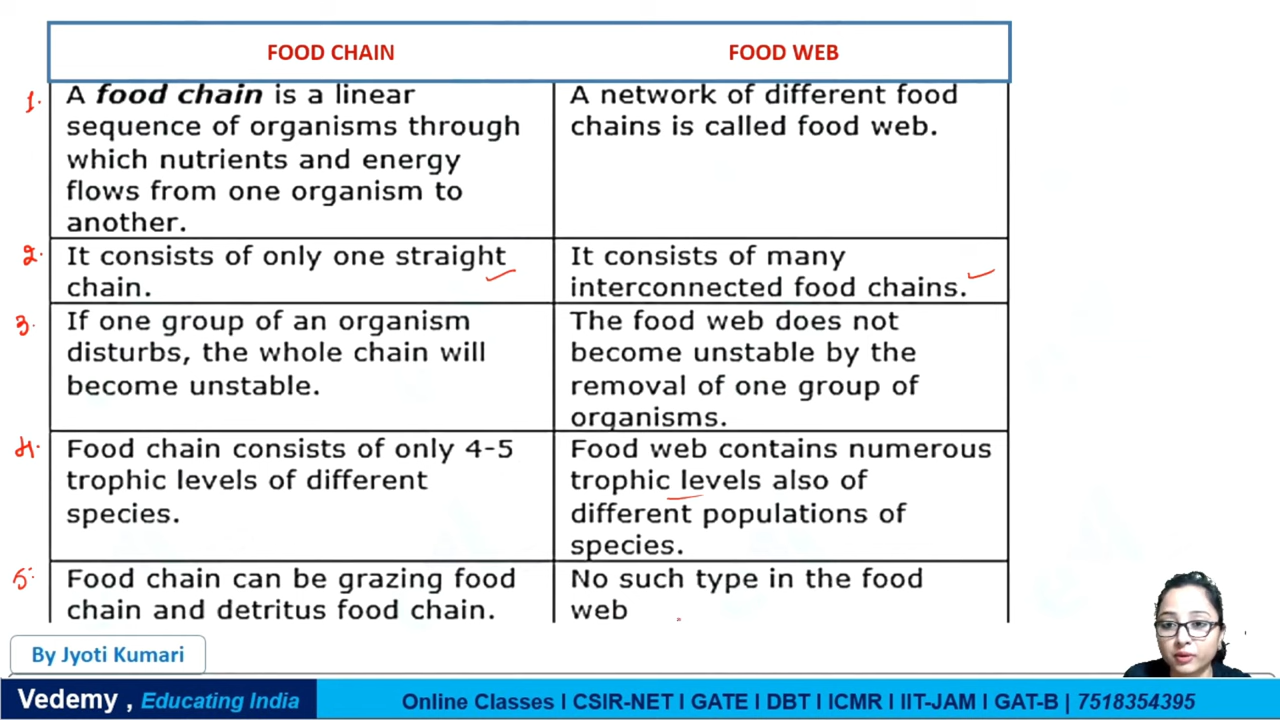 FOOD CHAIN
FOOD WEB
1.
A food chain is a linear
sequence of organisms through
which nutrients and energy
flows from one organism to
another.
A network of different food
chains is called food web.
2.
It consists of only one straight
chain.
It consists of many
interconnected food chains.
3.
If one group of an organism
disturbs, the whole chain will
become unstable.
The food web does not
become unstable by the
removal of one group of
organisms.
4.
Food chain consists of only 4-5
trophic levels of different
species.
Food web contains numerous
trophic levels also of
different populations of
species.
5.
Food chain can be grazing food
chain and detritus food chain.
No such type in the food
web
By Jyoti Kumari
Vedemy , Educating India
Online Classes I CSIR-NET I GATE I DBT I ICMR I IIT-JAM I GAT-B | 7518354395